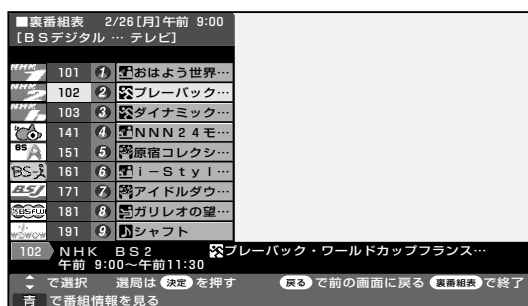 ■裏番組表 2/26[月]午前 9:00
[BSデジタル … テレビ]
101 1 おはよう世界…
102 2 プレーバック…
103 3 ダイナミック…
141 4 NNN24モ…
BS 151 5 原宿コレクシ…
BS-i 161 6 i-Styl…
BSJ 171 7 アイドルダウ…
BSFUJI 181 8 ガリレオの望…
WOWOW 191 9 シャフト
102 NHK BS2 プレーバック・ワールドカップフランス…
午前 9:00~午前11:30
で選択 選局は 決定 を押す 戻る で前の画面に戻る 裏番組表 で終了
青 で番組情報を見る